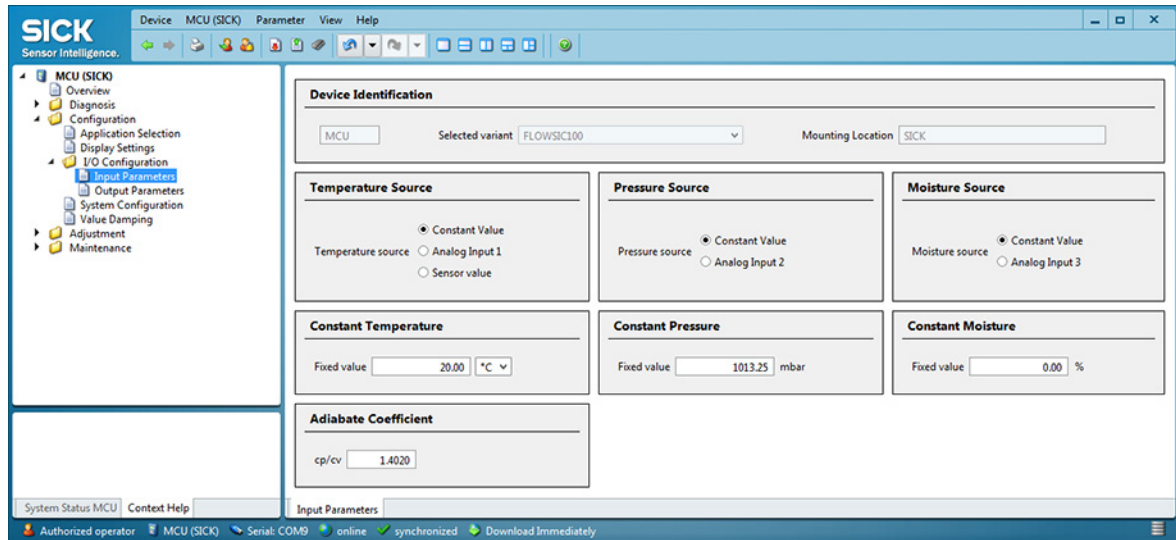 SICK
Sensor Intelligence.
Device MCU (SICK) Parameter View Help
MCU (SICK)
Overview
Diagnosis
Configuration
Application Selection
Display Settings
I/O Configuration
Input Parameters
Output Parameters
System Configuration
Value Damping
Adjustment
Maintenance
System Status MCU Context Help
Device Identification
MCU Selected variant FLOWSIC100 Mounting Location SICK
Temperature Source
Temperature source
Constant Value
Analog Input 1
Sensor value
Pressure Source
Pressure source
Constant Value
Analog Input 2
Moisture Source
Moisture source
Constant Value
Analog Input 3
Constant Temperature
Fixed value 20.00 °C
Constant Pressure
Fixed value 1013.25 mbar
Constant Moisture
Fixed value 0.00 %
Adiabate Coefficient
cp/cv 1.4020
Input Parameters
Authorized operator MCU (SICK) Serial: COM9 online synchronized Download Immediately